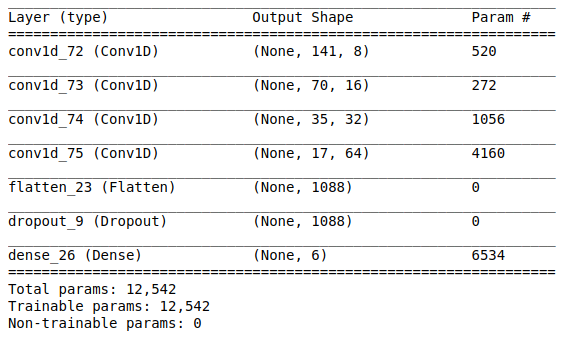 Layer (type) Output Shape Param #
conv1d_72 (Conv1D) (None, 141, 8) 520
conv1d_73 (Conv1D) (None, 70, 16) 272
conv1d_74 (Conv1D) (None, 35, 32) 1056
conv1d_75 (Conv1D) (None, 17, 64) 4160
flatten_23 (Flatten) (None, 1088) 0
dropout_9 (Dropout) (None, 1088) 0
dense_26 (Dense) (None, 6) 6534
Total params: 12,542
Trainable params: 12,542
Non-trainable params: 0